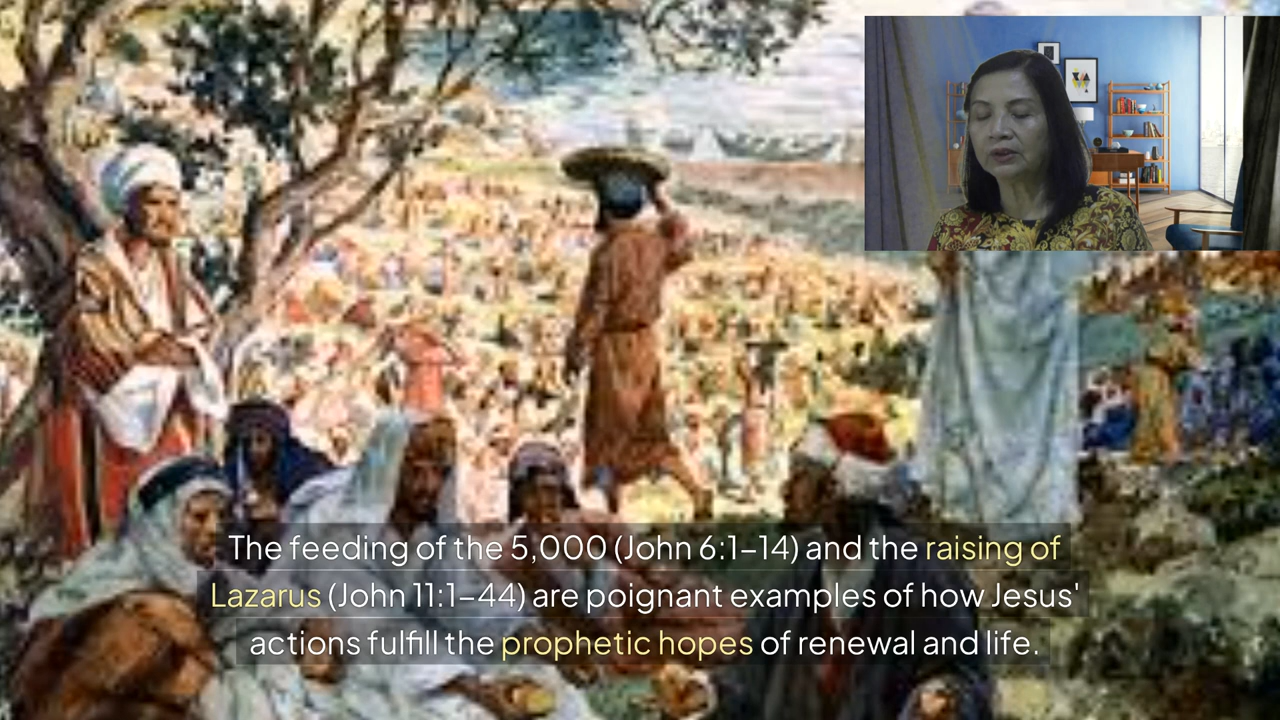 The feeding of the 5,000 (John 6:1–14) and the raising of
Lazarus (John 11:1–44) are poignant examples of how Jesus'
actions fulfill the prophetic hopes of renewal and life.